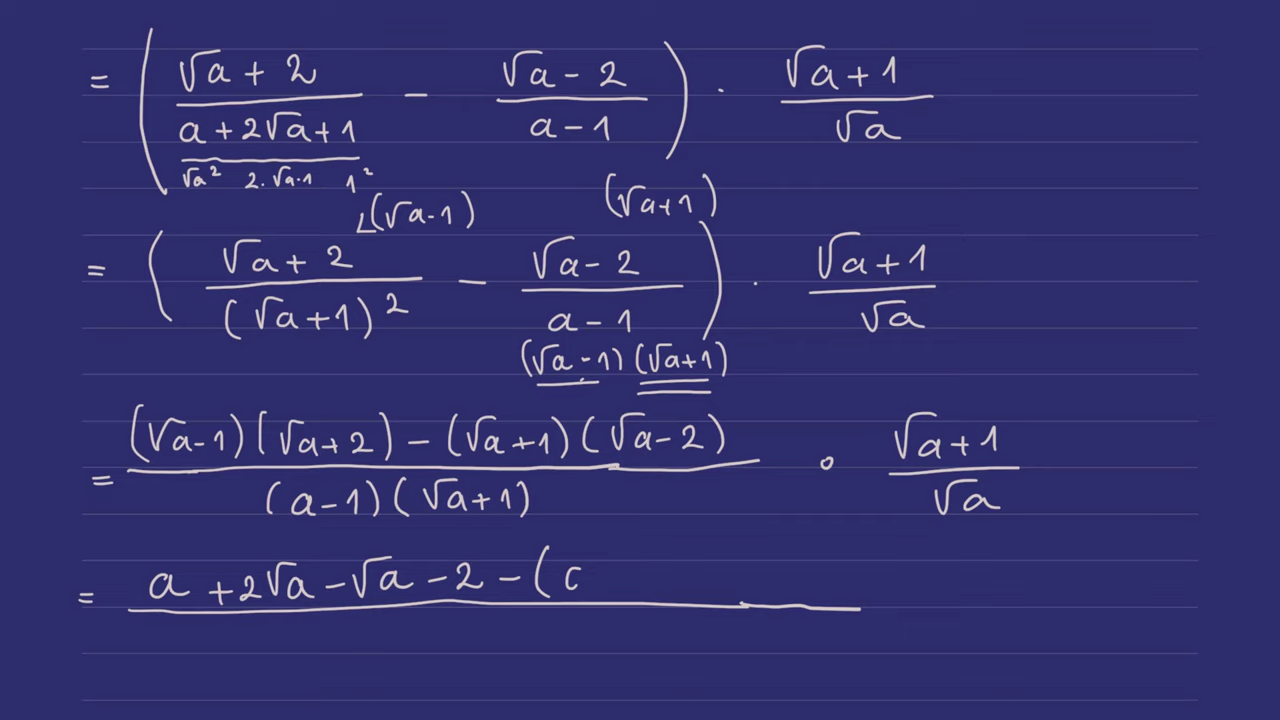 = ( (√a + 2)/(a + 2√a + 1) − (√a − 2)/(a − 1) ) · (√a + 1)/√a
√a² 2·√a·1 1²
⌊(√a - 1) (√a + 1)
= ( (√a + 2)/(√a + 1)² − (√a − 2)/(a − 1) ) · (√a + 1)/√a
(√a − 1) (√a + 1)
= ((√a − 1)(√a + 2) − (√a + 1)(√a − 2))/((a − 1)(√a + 1)) · (√a + 1)/√a
= a + 2√a − √a − 2 − (